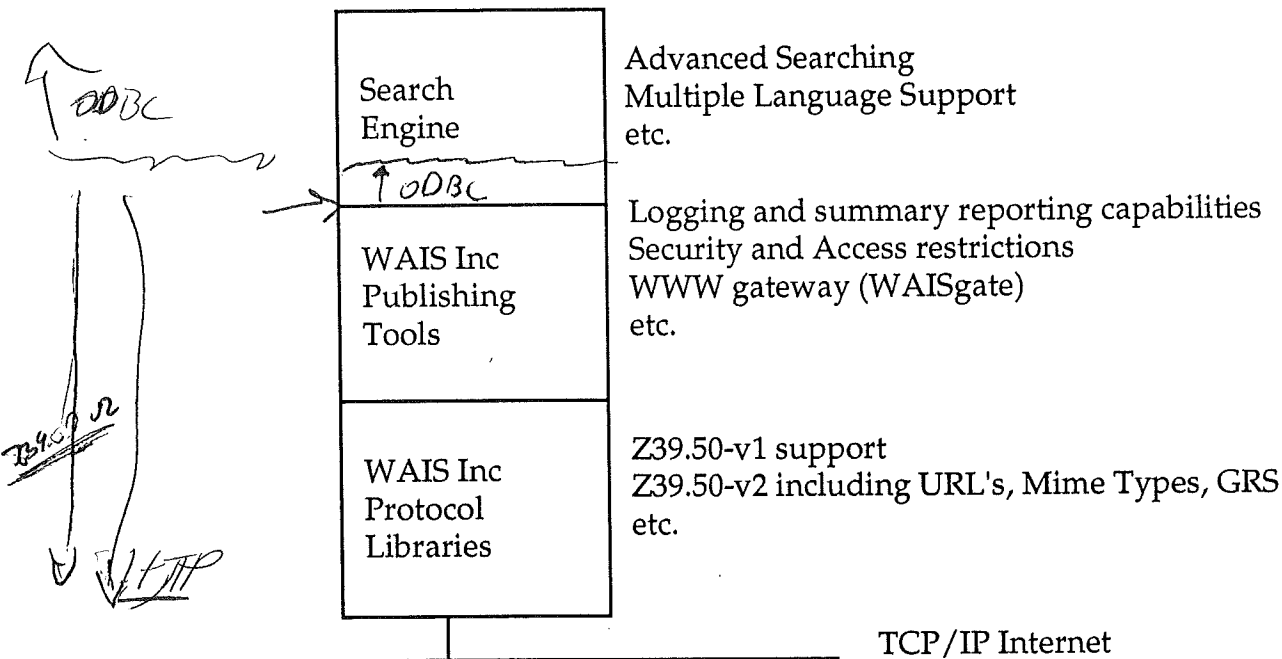 ODBC
Search
Engine
Advanced Searching
Multiple Language Support
etc.
ODBC
WAIS Inc
Publishing
Tools
Logging and summary reporting capabilities
Security and Access restrictions
WWW gateway (WAISgate)
etc.
WAIS Inc
Protocol
Libraries
Z39.50-v1 support
Z39.50-v2 including URL's, Mime Types, GRS
etc.
HTTP
TCP/IP Internet